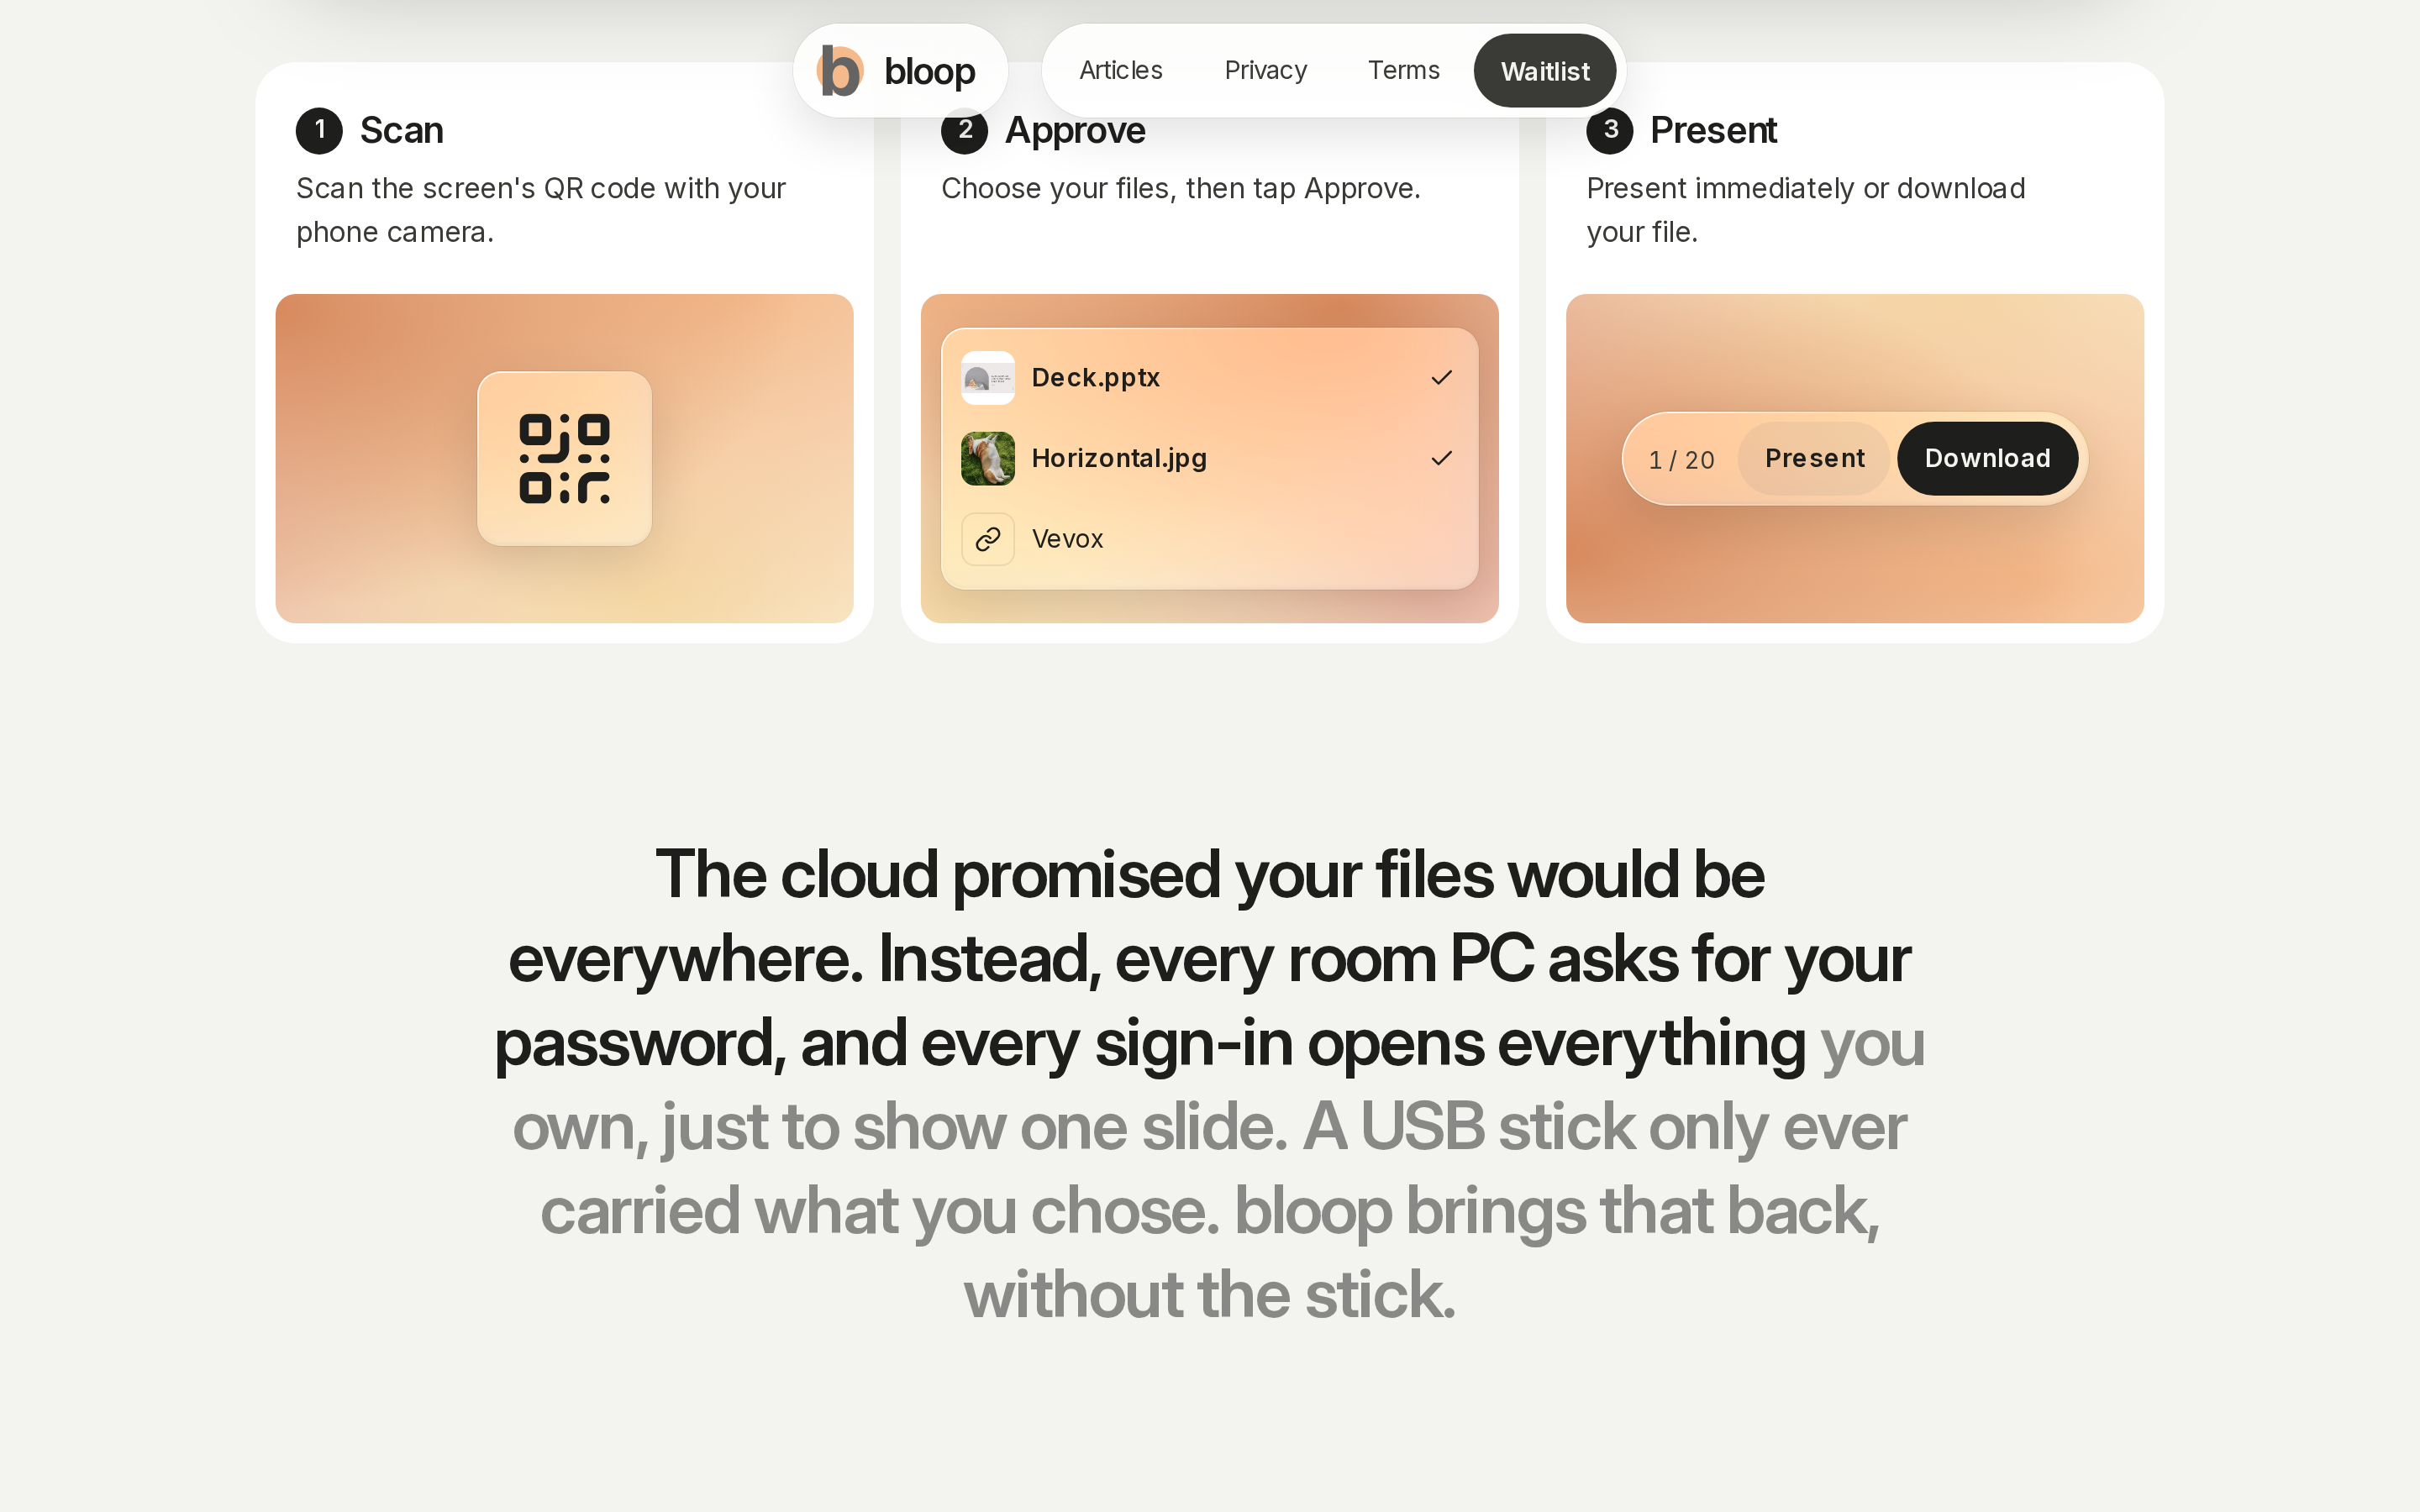 b bloop
Articles Privacy Terms Waitlist
1 Scan
Scan the screen's QR code with your
phone camera.
2 Approve
Choose your files, then tap Approve.
Deck.pptx
Horizontal.jpg
Vevox
3 Present
Present immediately or download
your file.
1 / 20 Present Download
The cloud promised your files would be
everywhere. Instead, every room PC asks for your
password, and every sign-in opens everything you
own, just to show one slide. A USB stick only ever
carried what you chose. bloop brings that back,
without the stick.